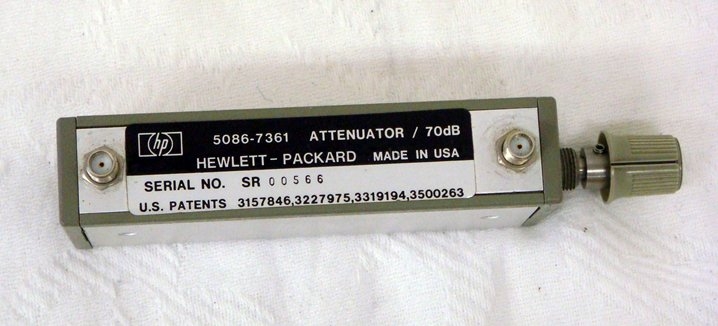 hp 5086-7361 ATTENUATOR / 70dB
HEWLETT-PACKARD MADE IN USA
SERIAL NO. SR 00566
U.S. PATENTS 3157846,3227975,3319194,3500263